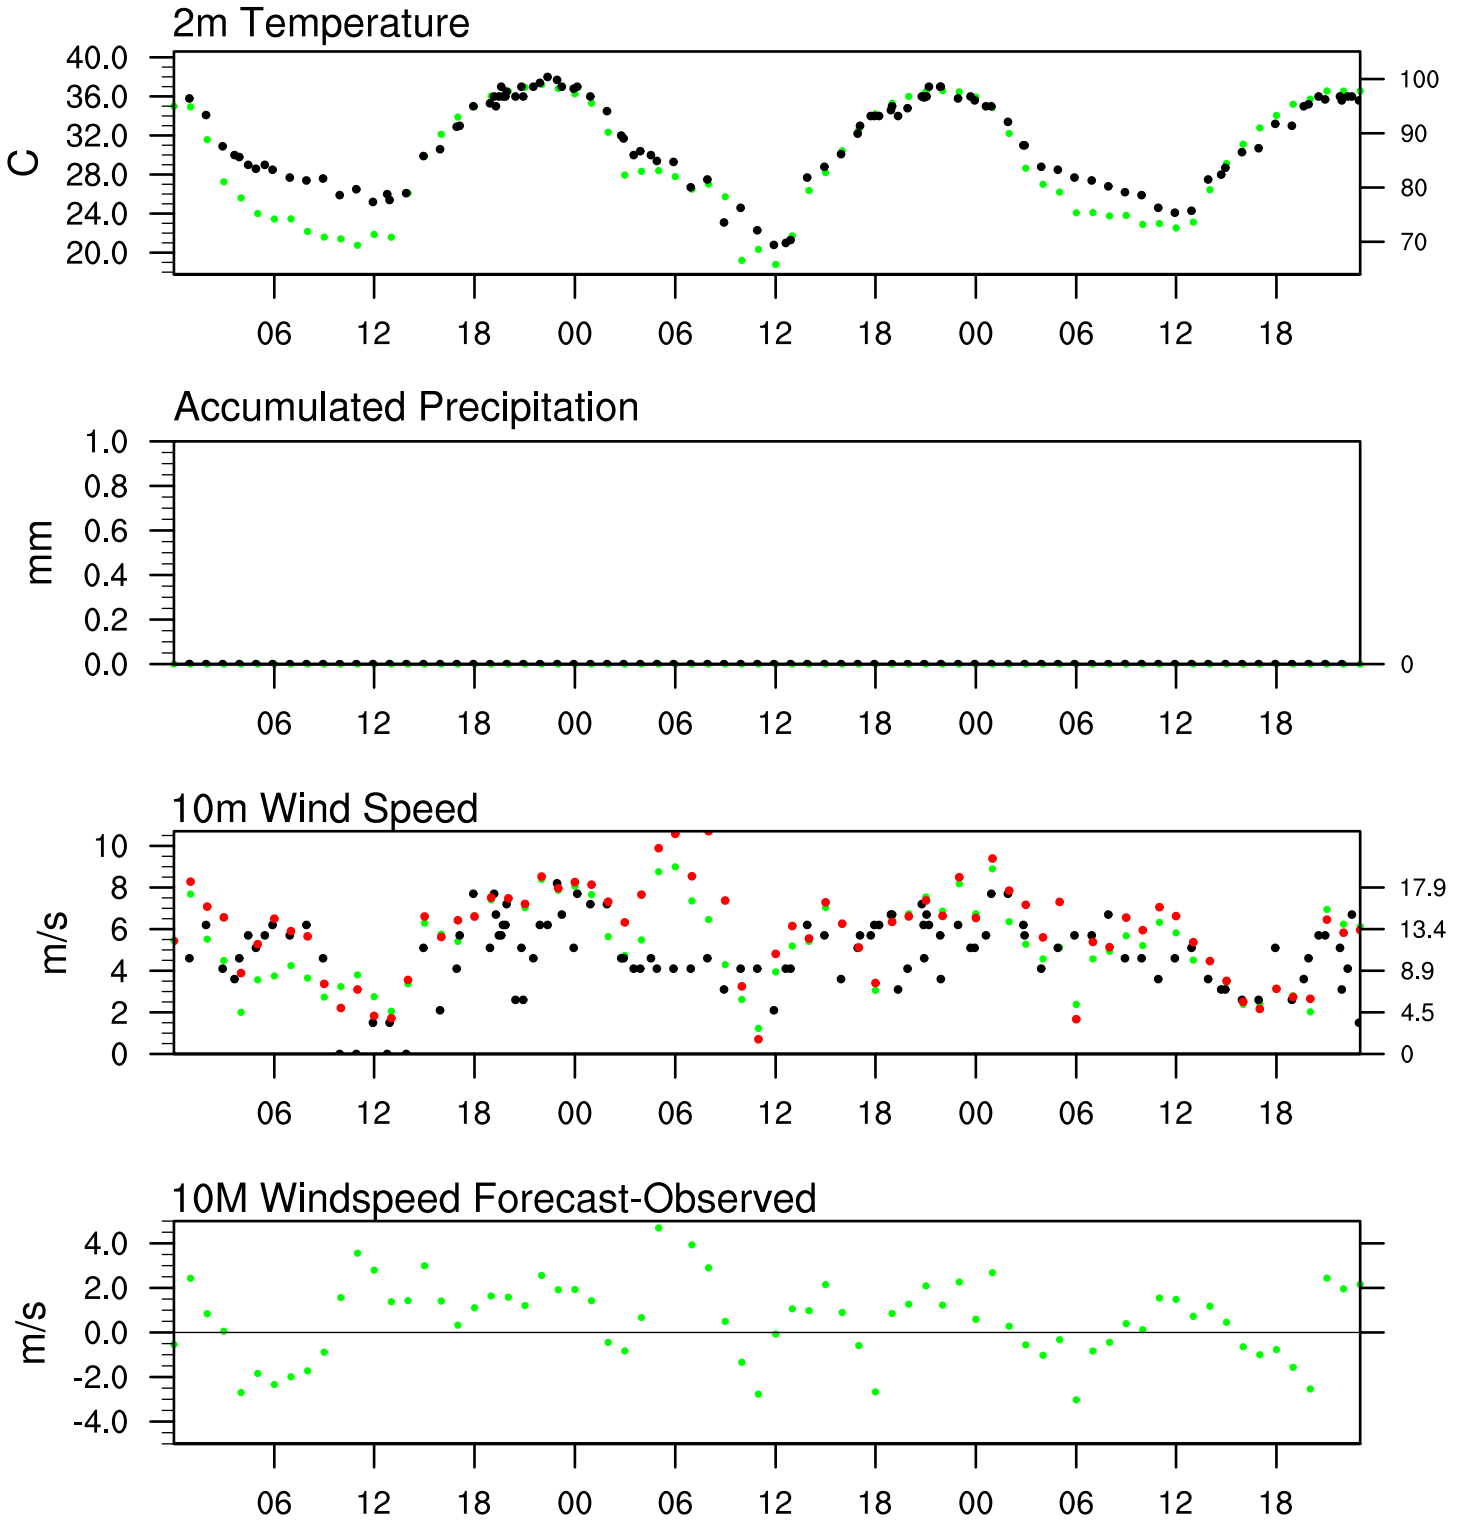 2m Temperature
40.0
36.0
32.0
28.0
24.0
20.0
C
100
90
80
70
06 12 18 00 06 12 18 00 06 12 18
Accumulated Precipitation
1.0
0.8
0.6
0.4
0.2
0.0
mm
0
06 12 18 00 06 12 18 00 06 12 18
10m Wind Speed
10
8
6
4
2
0
m/s
17.9
13.4
8.9
4.5
0
06 12 18 00 06 12 18 00 06 12 18
10M Windspeed Forecast-Observed
4.0
2.0
0.0
-2.0
-4.0
m/s
06 12 18 00 06 12 18 00 06 12 18